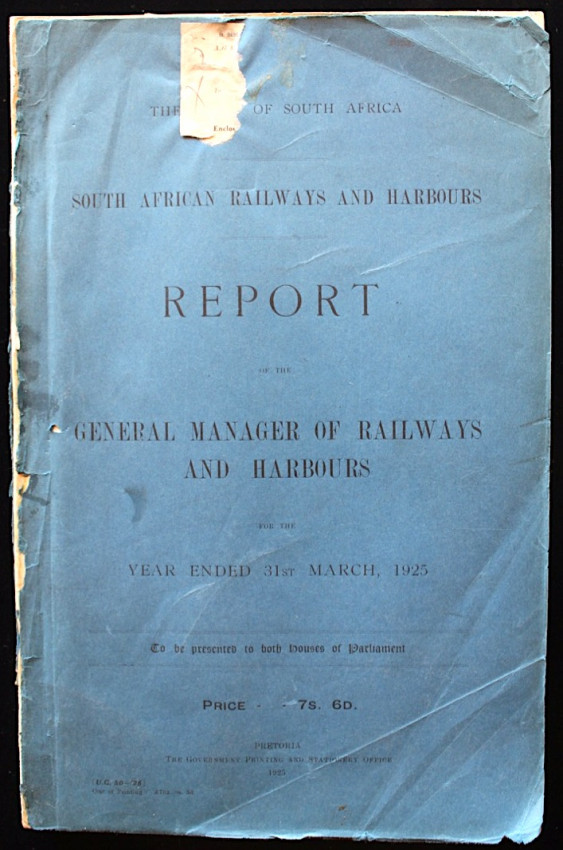 THE OF SOUTH AFRICA
Enclo
SOUTH AFRICAN RAILWAYS AND HARBOURS
REPORT
OF THE
GENERAL MANAGER OF RAILWAYS
AND HARBOURS
FOR THE
YEAR ENDED 31ST MARCH, 1925
To be presented to both Houses of Parliament
PRICE - - 7S. 6D.
PRETORIA
THE GOVERNMENT PRINTING AND STATIONERY OFFICE
1925